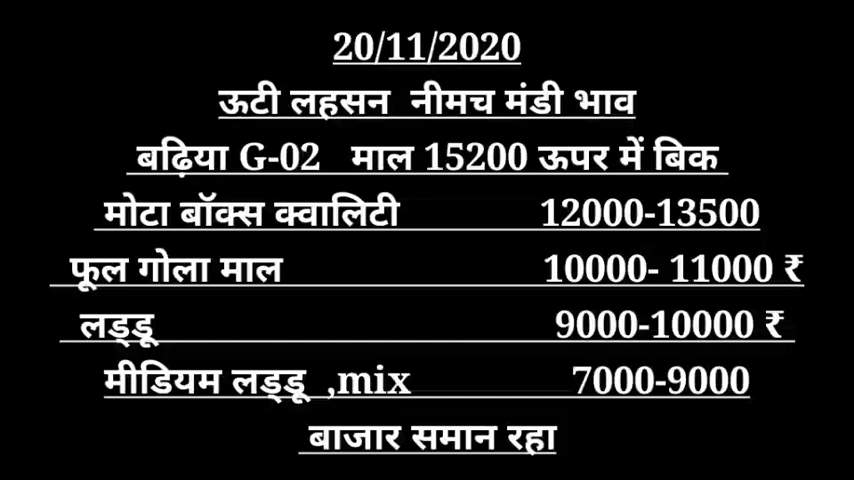 20/11/2020
ऊटी लहसन नीमच मंडी भाव
बढ़िया G-02 माल 15200 ऊपर में बिक
मोटा बॉक्स क्वालिटी 12000-13500
फूल गोला माल 10000- 11000 ₹
लड्डू 9000-10000 ₹
मीडियम लड्डू ,mix 7000-9000
बाजार समान रहा